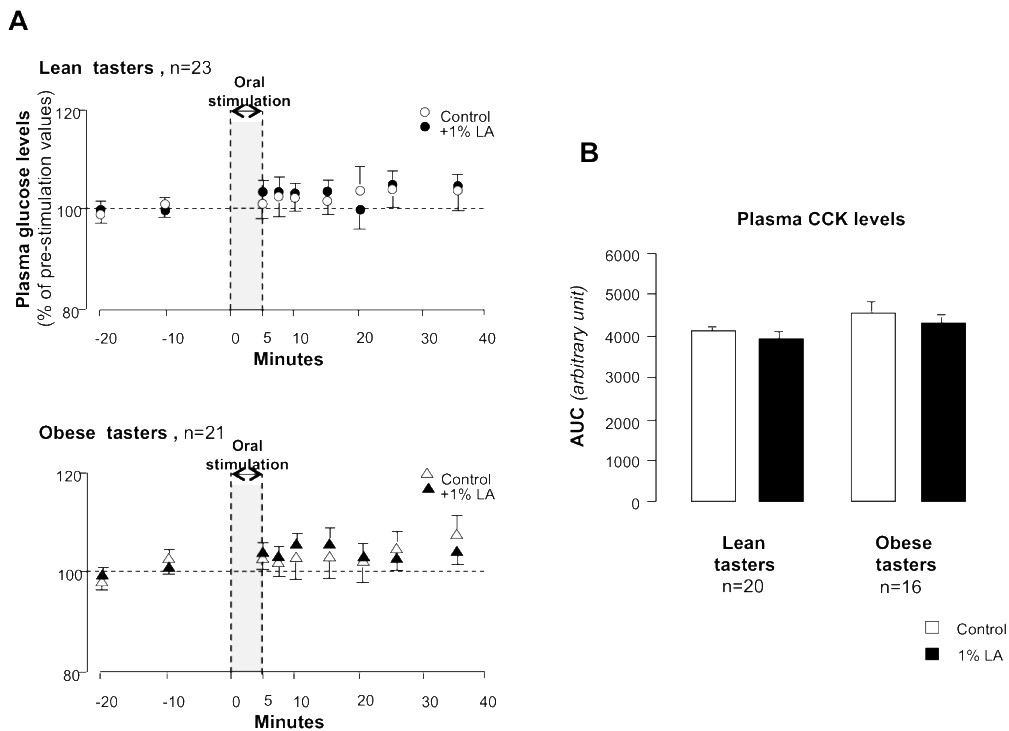 A
Lean tasters , n=23
Oral
stimulation
Plasma glucose levels
(% of pre-stimulation values)
120
100
80
Control
+1% LA
-20 -10 0 5 10 20 30 40
Minutes
Obese tasters , n=21
Oral
stimulation
120
100
80
Control
+1% LA
-20 -10 0 5 10 20 30 40
Minutes
B
Plasma CCK levels
AUC (arbitrary unit)
6000
5000
4000
3000
2000
1000
0
Lean
tasters
n=20
Obese
tasters
n=16
Control
1% LA